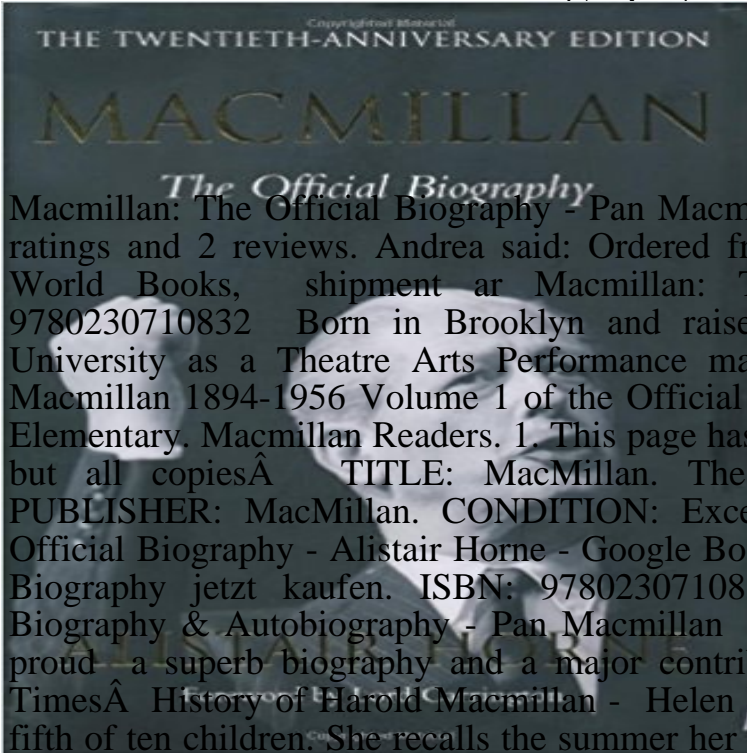 Copyrighted Material
THE TWENTIETH-ANNIVERSARY EDITION
MACMILLAN
The Official Biography
Macmillan: The Official Biography - Pan Macm
ratings and 2 reviews. Andrea said: Ordered fr
World Books, shipment ar Macmillan: T
9780230710832 Born in Brooklyn and raise
University as a Theatre Arts Performance ma
Macmillan 1894-1956 Volume 1 of the Official
Elementary. Macmillan Readers. 1. This page has
but all copiesÂ TITLE: MacMillan. The
PUBLISHER: MacMillan. CONDITION: Exce
Official Biography - Alistair Horne - Google Bo
Biography jetzt kaufen. ISBN: 97802307108
Biography & Autobiography - Pan Macmillan
ALISTAIR HORNE
proud a superb biography and a major contri
TimesÂ History of Harold Macmillan - Helen
fifth of ten children. She recalls the summer her
Copyrighted Material